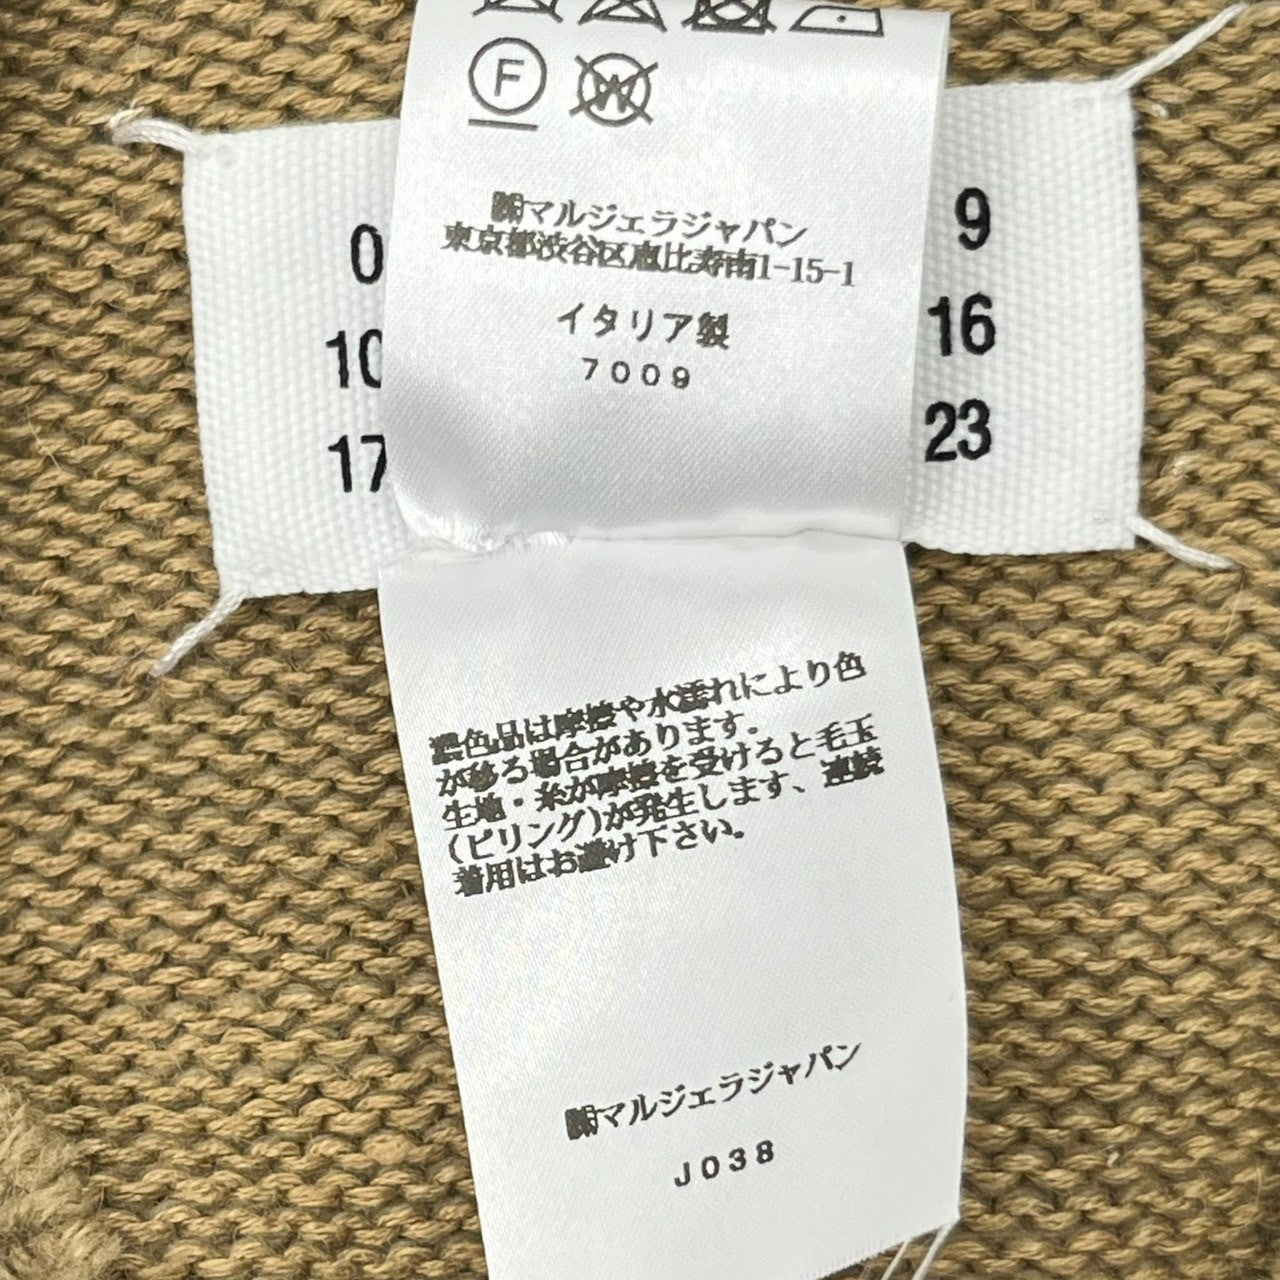 F
W
㈱マルジェラジャパン
東京都渋谷区恵比寿南1-15-1
イタリア製
7009
0
9
10
16
17
23
濃色品は摩擦や水濡れにより色
が移る場合があります。
生地・糸が摩擦を受けると毛玉
(ピリング)が発生します、連続
着用はお避け下さい。
㈱マルジェラジャパン
J038